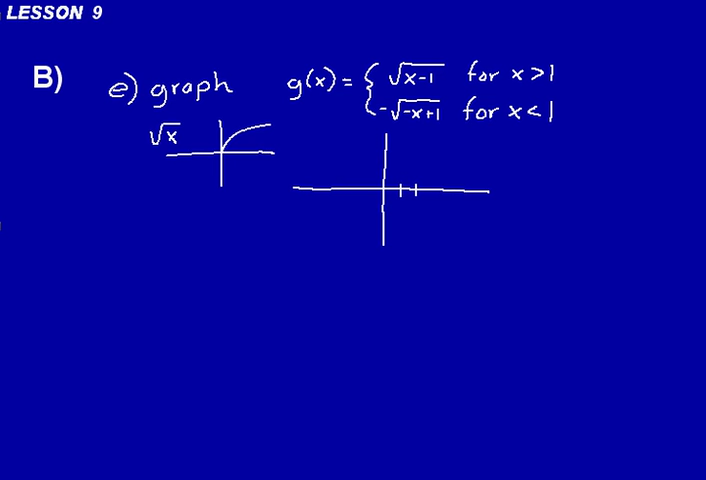 LESSON 9
B) e) graph g(x) = { √x-1 for x > 1
-√-x+1 for x < 1
√x